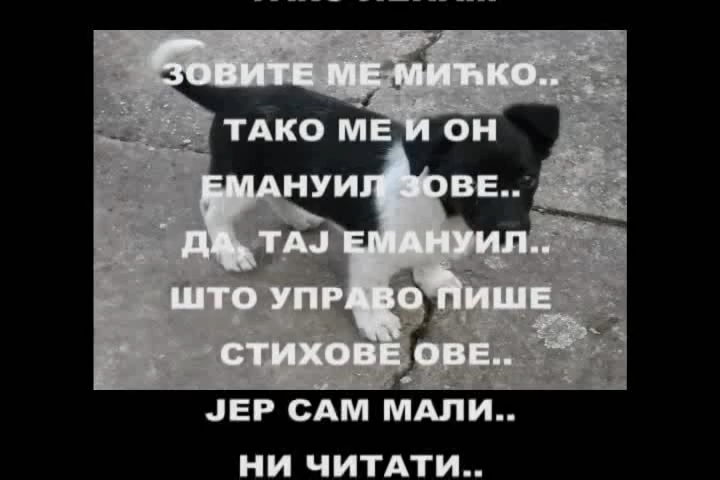 ЗОВИТЕ МЕ МИЋКО..
ТАКО МЕ И ОН
ЕМАНУИЛ ЗОВЕ..
ДА, ТАЈ ЕМАНУИЛ..
ШТО УПРАВО ПИШЕ
СТИХОВЕ ОВЕ..
ЈЕР САМ МАЛИ..
НИ ЧИТАТИ..